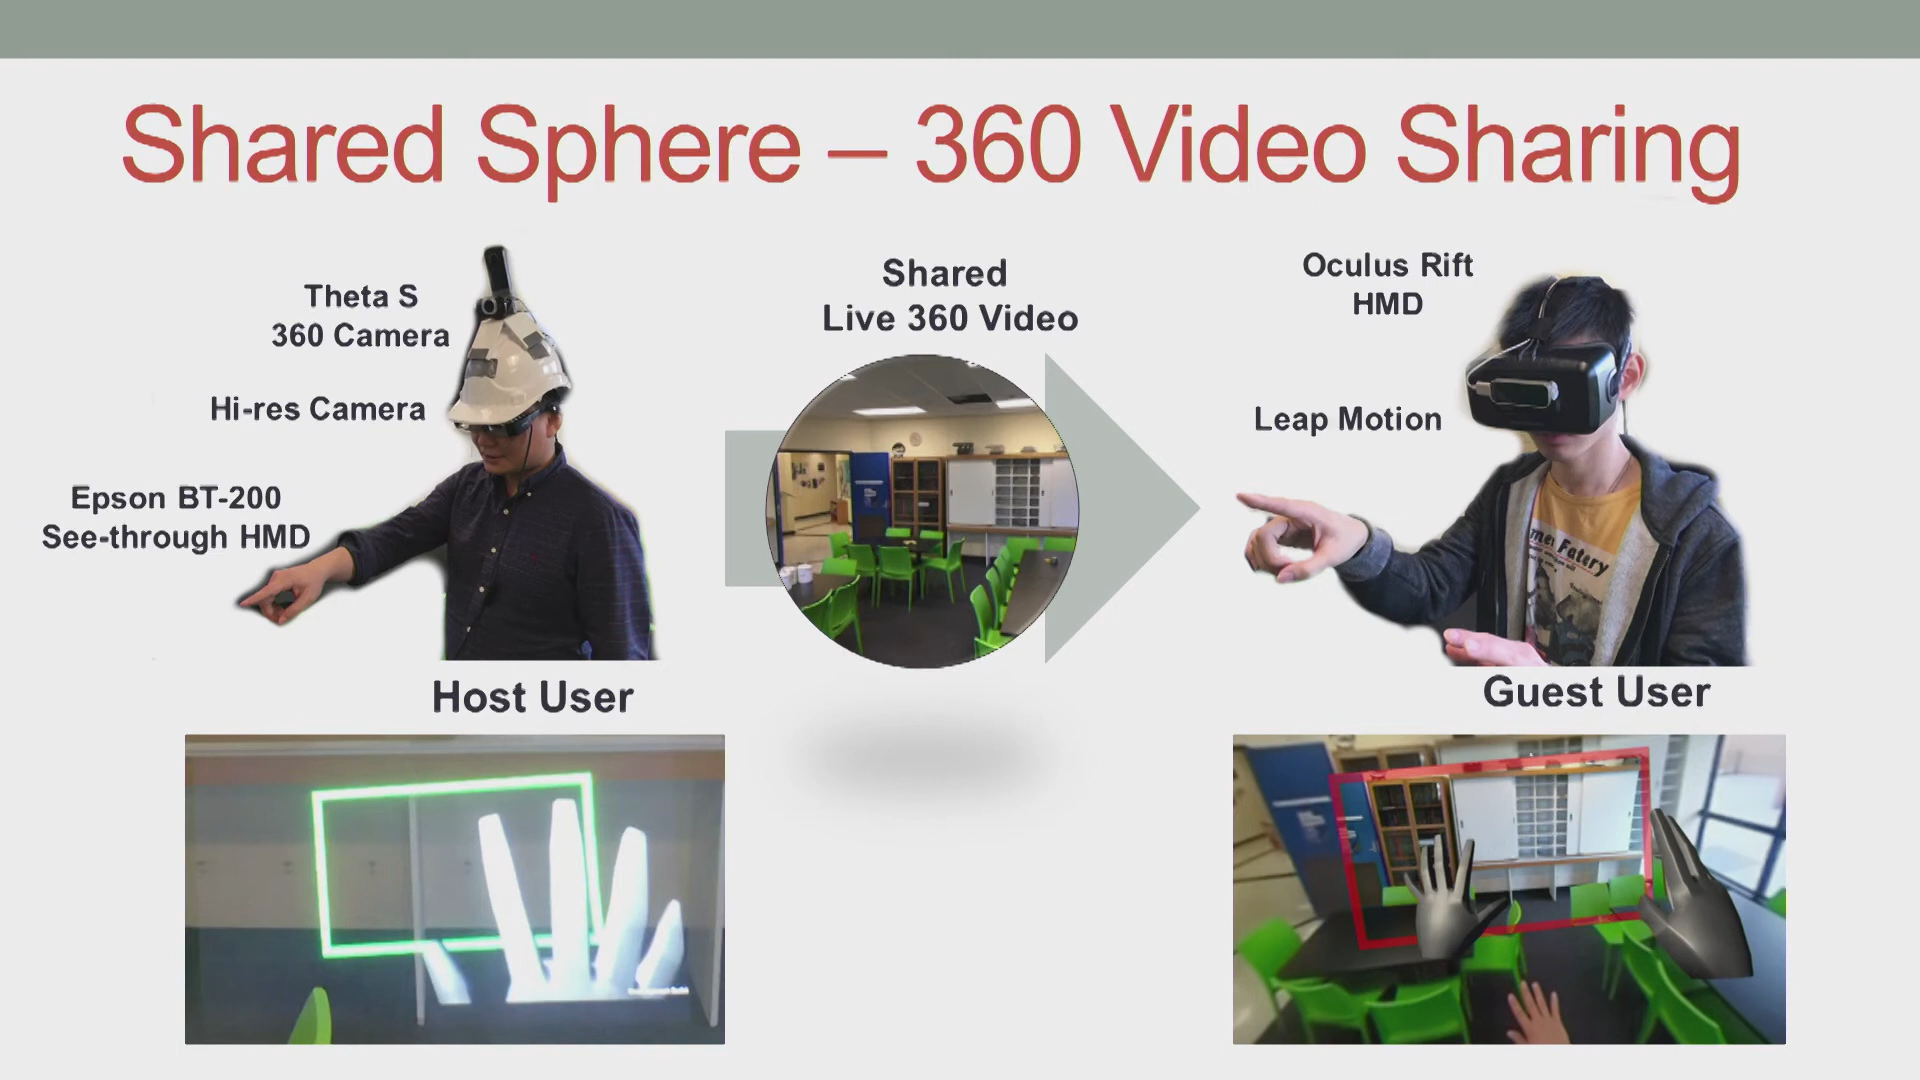 Shared Sphere – 360 Video Sharing
Theta S
360 Camera
Hi-res Camera
Epson BT-200
See-through HMD
Host User
Shared
Live 360 Video
Oculus Rift
HMD
Leap Motion
Guest User